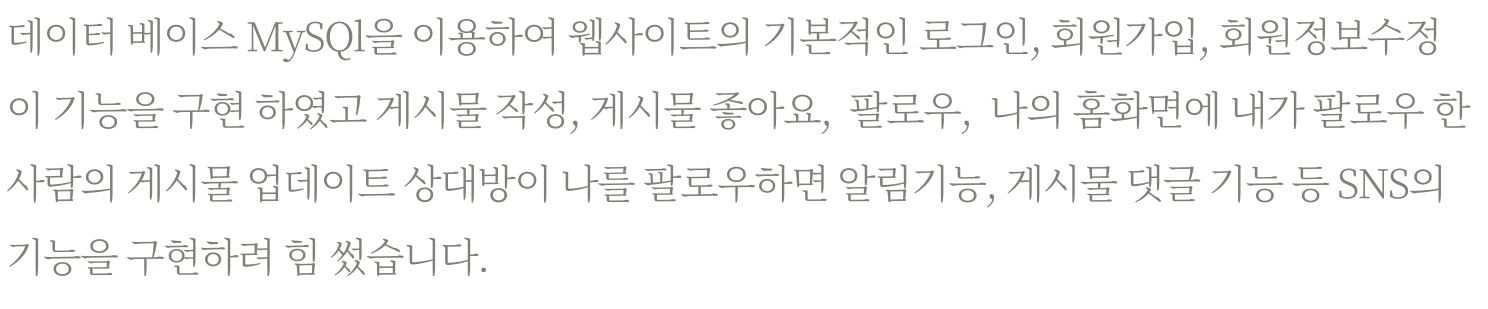 데이터 베이스 MySQl을 이용하여 웹사이트의 기본적인 로그인, 회원가입, 회원정보수정
이 기능을 구현 하였고 게시물 작성, 게시물 좋아요,  팔로우,  나의 홈화면에 내가 팔로우 한
사람의 게시물 업데이트 상대방이 나를 팔로우하면 알림기능, 게시물 댓글 기능 등 SNS의
기능을 구현하려 힘 썼습니다.